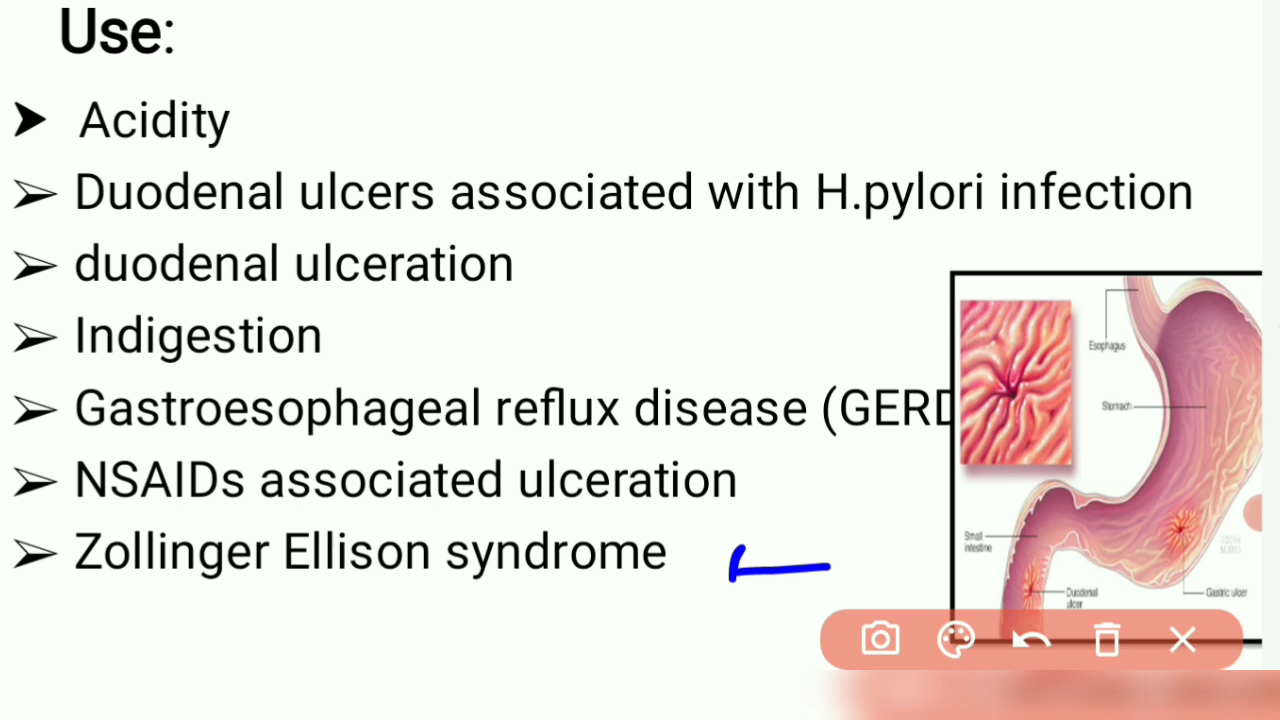 Use:
➤ Acidity
➢ Duodenal ulcers associated with H.pylori infection
➢ duodenal ulceration
➢ Indigestion
➢ Gastroesophageal reflux disease (GERD
➢ NSAIDs associated ulceration
➢ Zollinger Ellison syndrome
Esophagus
Stomach
Small
intestine
Duodenal
ulcer
Gastric ulcer